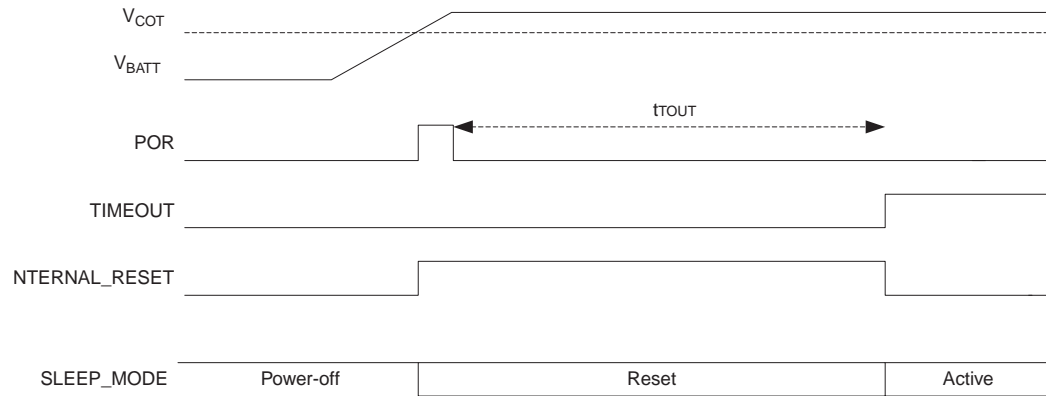 VCOT
VBATT
tTOUT
POR
TIMEOUT
NTERNAL_RESET
SLEEP_MODE Power-off Reset Active